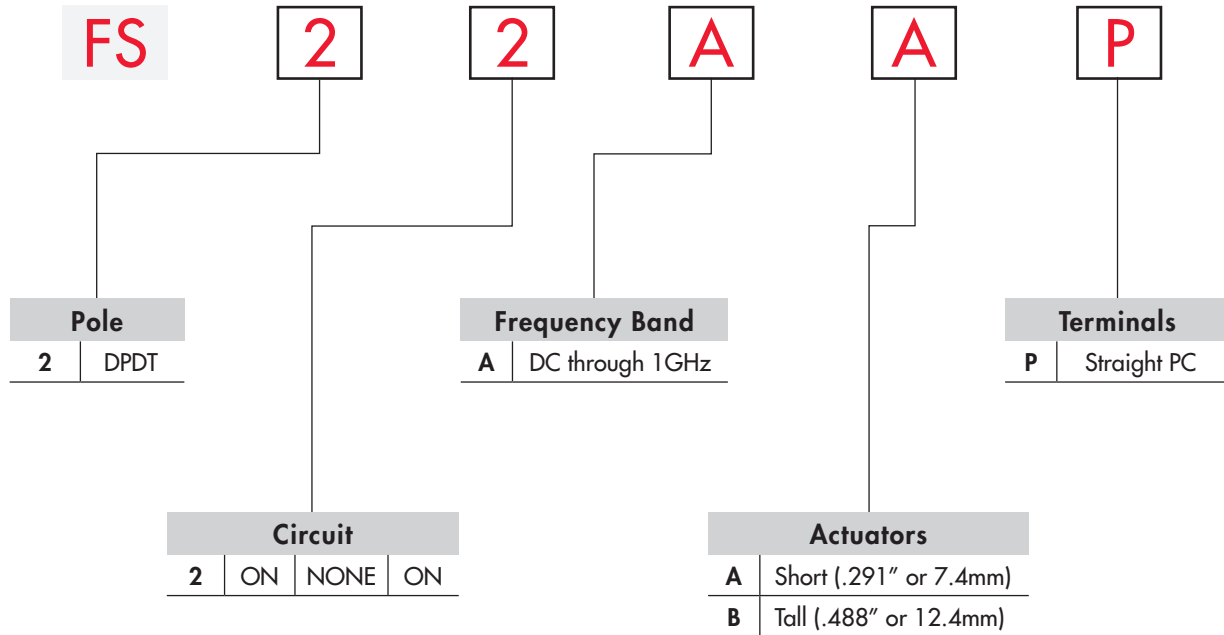 FS 2 2 A A P
Pole
2 DPDT
Frequency Band
A DC through 1GHz
Terminals
P Straight PC
Circuit
2 ON NONE ON
Actuators
A Short (.291” or 7.4mm)
B Tall (.488” or 12.4mm)